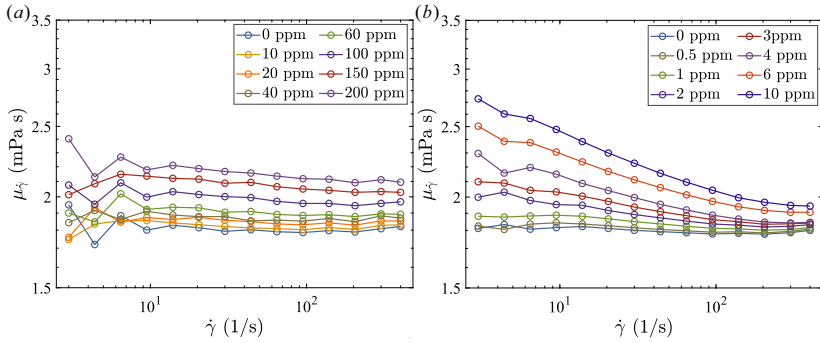 (a)
3.5
3
2.5
2
1.5
μ_γ̇ (mPa s)
0 ppm 60 ppm
10 ppm 100 ppm
20 ppm 150 ppm
40 ppm 200 ppm
10^1 10^2
γ̇ (1/s)
(b)
3.5
3
2.5
2
1.5
μ_γ̇ (mPa s)
0 ppm 3ppm
0.5 ppm 4 ppm
1 ppm 6 ppm
2 ppm 10 ppm
10^1 10^2
γ̇ (1/s)